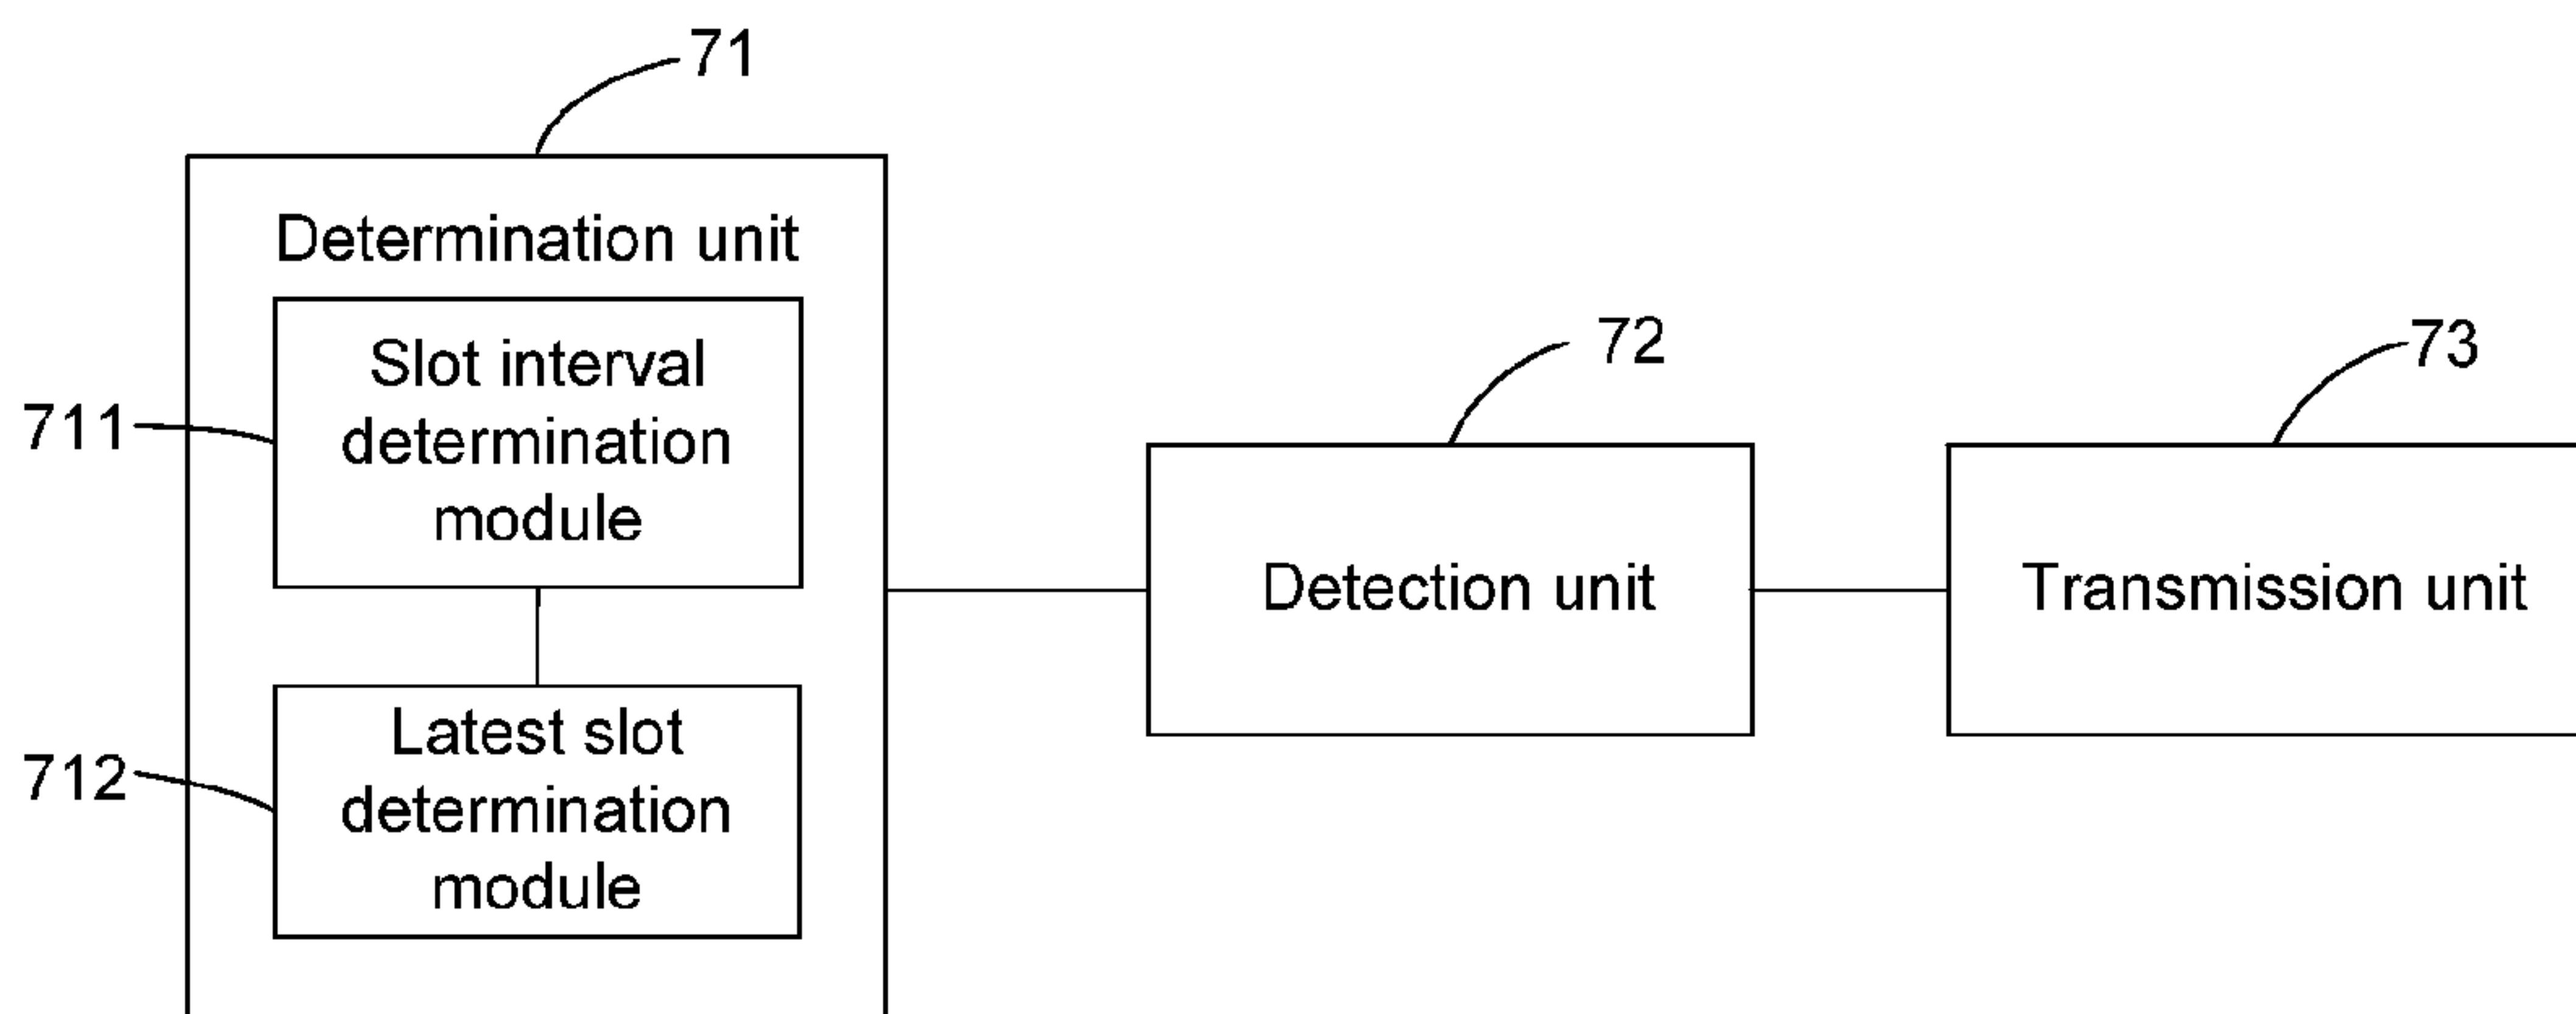 71
Determination unit
Slot interval
determination
module
711
Latest slot
determination
module
712
72
Detection unit
73
Transmission unit